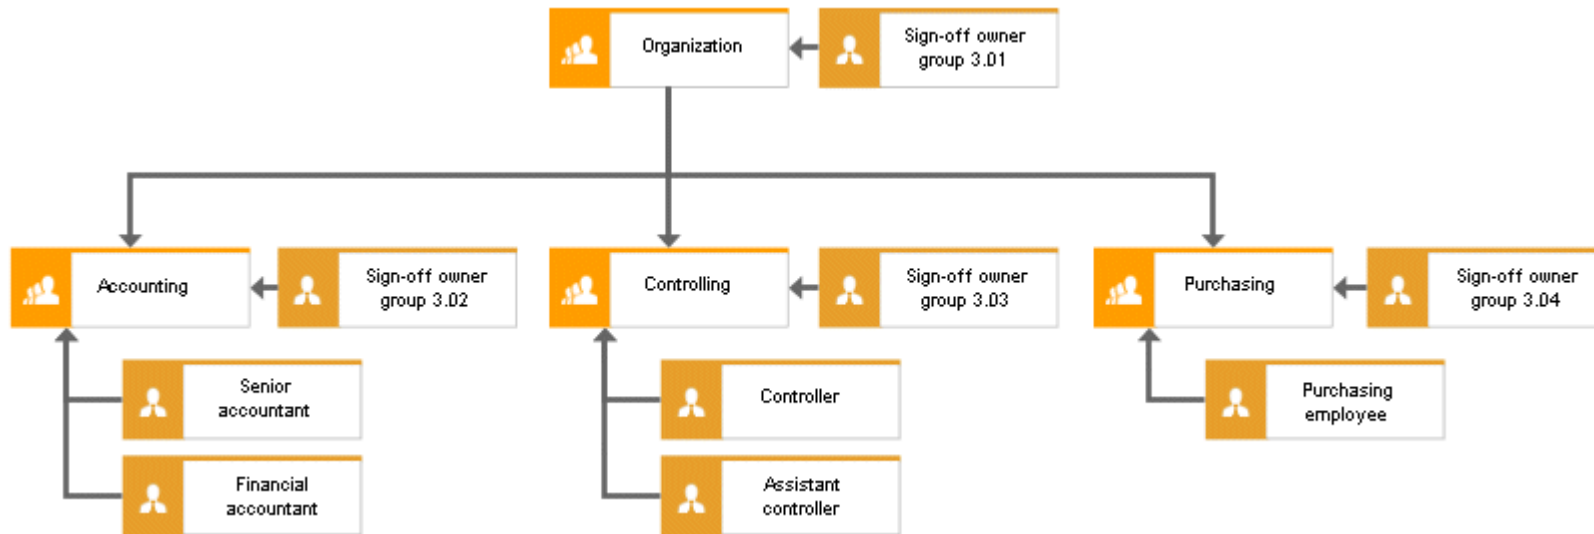 Organization
Sign-off owner
group 3.01
Accounting
Sign-off owner
group 3.02
Controlling
Sign-off owner
group 3.03
Purchasing
Sign-off owner
group 3.04
Senior
accountant
Controller
Purchasing
employee
Financial
accountant
Assistant
controller